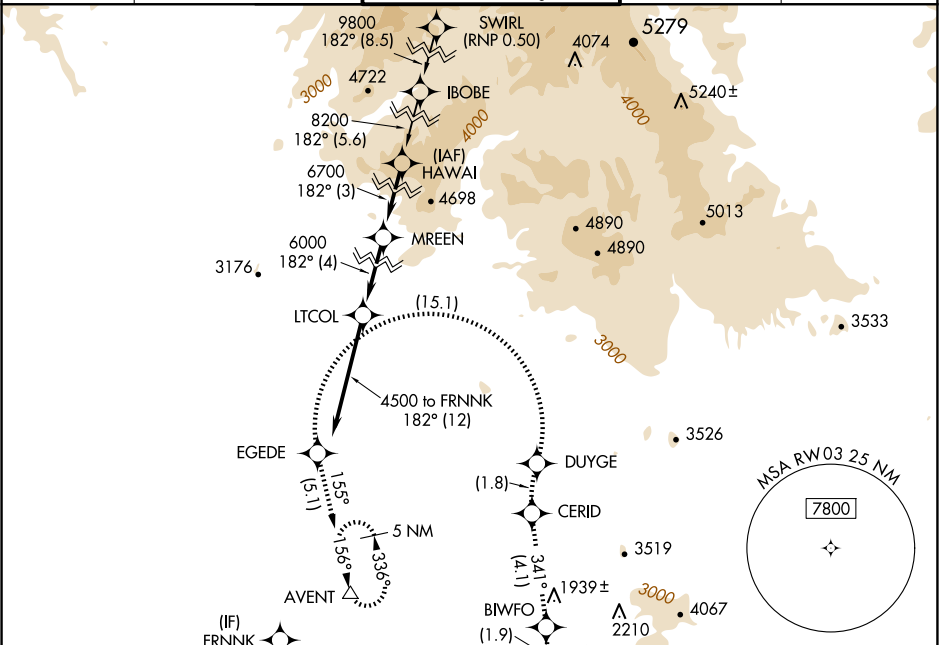 9800
182° (8.5)
SWIRL
(RNP 0.50)
4074
5279
3000
4722
IBOBE
5240±
4000
8200
182° (5.6)
4000
(IAF)
HAWAI
6700
182° (3)
4698
5013
4890
4890
6000
182° (4)
MREEN
3176
(15.1)
LTCOL
3533
3000
4500 to FRNNK
182° (12)
3526
EGEDE
DUYGE
MSA RW03 25 NM
7800
155°
(5.1)
(1.8)
CERID
5 NM
156°
336°
341°
(4.1)
3519
AVENT
1939±
3000
4067
2210
BIWFO
(IF)
FRNNK
(1.9)